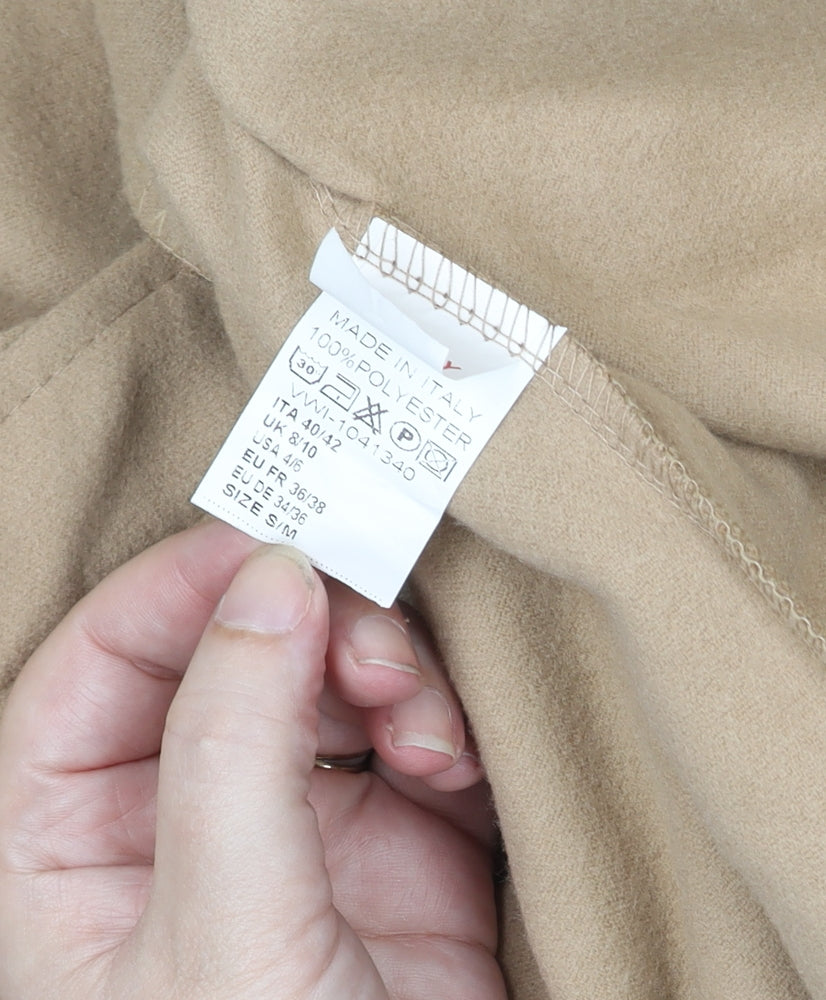 MADE IN ITALY
100%POLYESTER
30 P
VWI-1041340
ITA 40/42
UK 8/10
USA 4/6
EU FR 36/38
EU DE 34/36
SIZE S/M